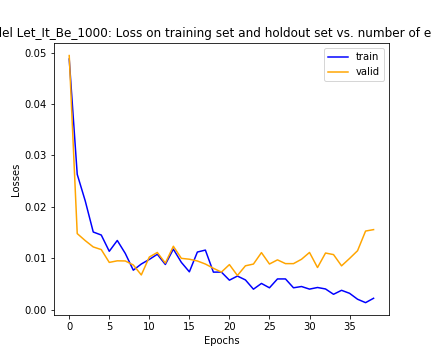 del Let_It_Be_1000: Loss on training set and holdout set vs. number of e
0.05
0.04
0.03
0.02
0.01
0.00
Losses
train
valid
0 5 10 15 20 25 30 35
Epochs